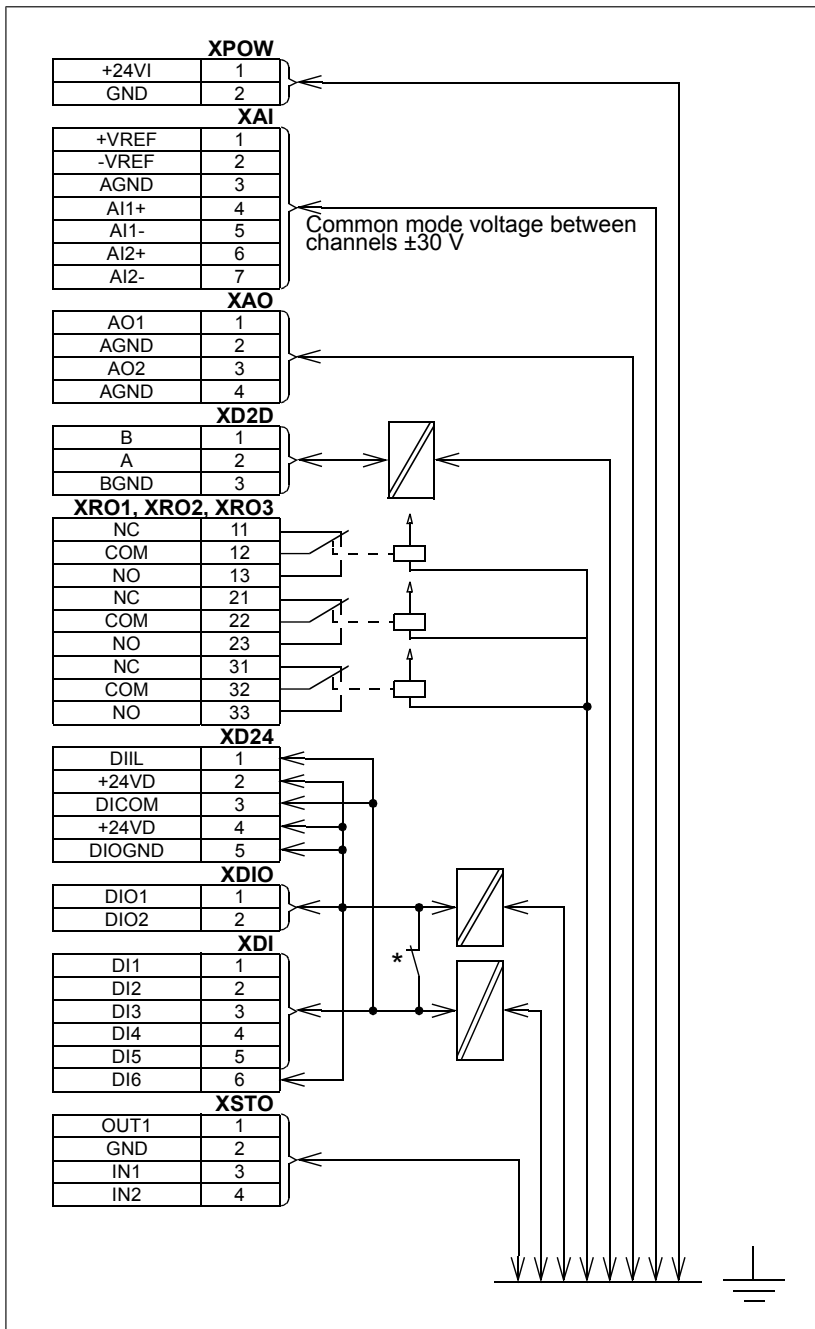 XPOW
+24VI 1
GND 2
XAI
+VREF 1
-VREF 2
AGND 3
AI1+ 4
AI1- 5
AI2+ 6
AI2- 7
Common mode voltage between
channels ±30 V
XAO
AO1 1
AGND 2
AO2 3
AGND 4
XD2D
B 1
A 2
BGND 3
XRO1, XRO2, XRO3
NC 11
COM 12
NO 13
NC 21
COM 22
NO 23
NC 31
COM 32
NO 33
XD24
DIIL 1
+24VD 2
DICOM 3
+24VD 4
DIOGND 5
XDIO
DIO1 1
DIO2 2
XDI
DI1 1
DI2 2
DI3 3
DI4 4
DI5 5
DI6 6
*
XSTO
OUT1 1
GND 2
IN1 3
IN2 4